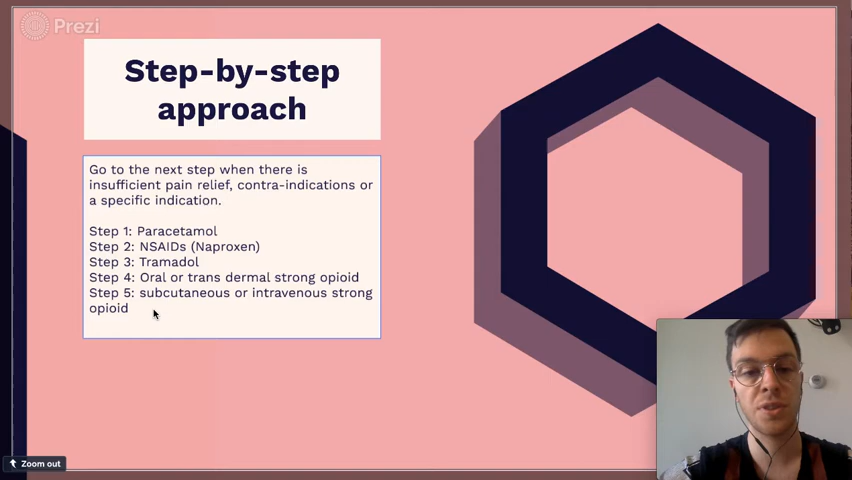 Prezi
Step-by-step
approach
Go to the next step when there is
insufficient pain relief, contra-indications or
a specific indication.
Step 1: Paracetamol
Step 2: NSAIDs (Naproxen)
Step 3: Tramadol
Step 4: Oral or trans dermal strong opioid
Step 5: subcutaneous or intravenous strong
opioid
Zoom out